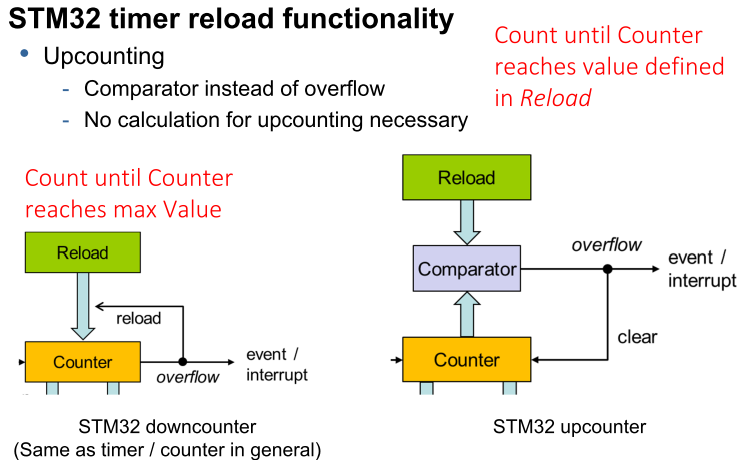 STM32 timer reload functionality
• Upcounting
- Comparator instead of overflow
- No calculation for upcounting necessary
Count until Counter
reaches value defined
in Reload
Count until Counter
reaches max Value
Reload
reload
Counter
overflow
event /
interrupt
STM32 downcounter
(Same as timer / counter in general)
Reload
Comparator
overflow
event /
interrupt
clear
Counter
STM32 upcounter